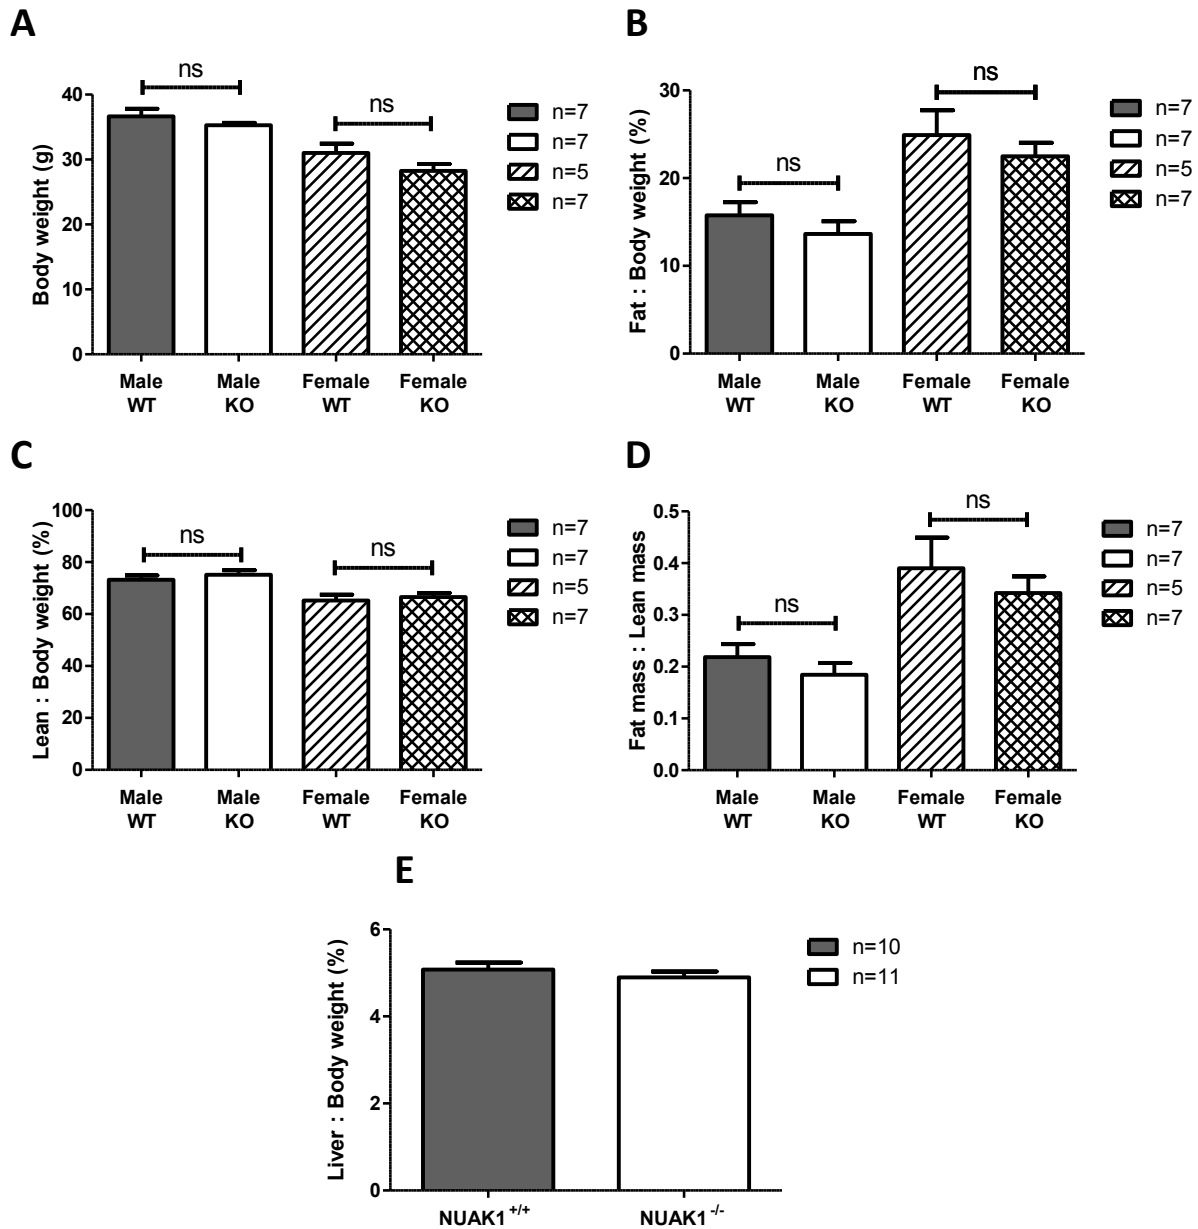 A
Body weight (g)
40
30
20
10
0
ns
ns
Male WT
Male KO
Female WT
Female KO
n=7
n=7
n=5
n=7
B
Fat : Body weight (%)
30
20
10
0
ns
ns
Male WT
Male KO
Female WT
Female KO
n=7
n=7
n=5
n=7
C
Lean : Body weight (%)
100
80
60
40
20
0
ns
ns
Male WT
Male KO
Female WT
Female KO
n=7
n=7
n=5
n=7
D
Fat mass : Lean mass
0.5
0.4
0.3
0.2
0.1
0.0
ns
ns
Male WT
Male KO
Female WT
Female KO
n=7
n=7
n=5
n=7
E
Liver : Body weight (%)
6
4
2
0
NUAK1+/+
NUAK1-/-
n=10
n=11